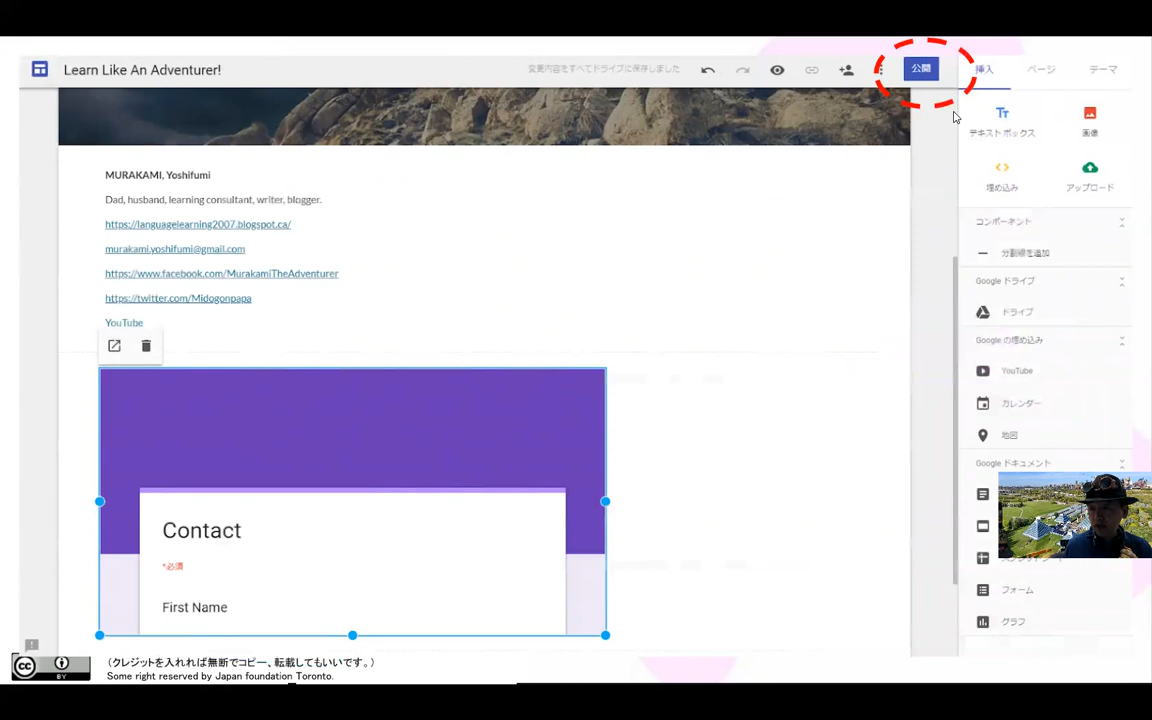 Learn Like An Adventurer!
変更内容をすべてドライブに保存しました
公開
挿入
ページ
テーマ
テキスト ボックス
画像
埋め込み
アップロード
MURAKAMI, Yoshifumi
Dad, husband, learning consultant, writer, blogger.
https://languagelearning2007.blogspot.ca/
murakami.yoshifumi@gmail.com
https://www.facebook.com/MurakamiTheAdventurer
https://twitter.com/Midogonpapa
YouTube
コンポーネント
分割線を追加
Google ドライブ
ドライブ
Google の埋め込み
YouTube
カレンダー
地図
Google ドキュメント
フォーム
グラフ
Contact
*必須
First Name
cc
BY
（クレジットを入れれば無断でコピー、転載してもいいです。）
Some right reserved by Japan foundation Toronto.